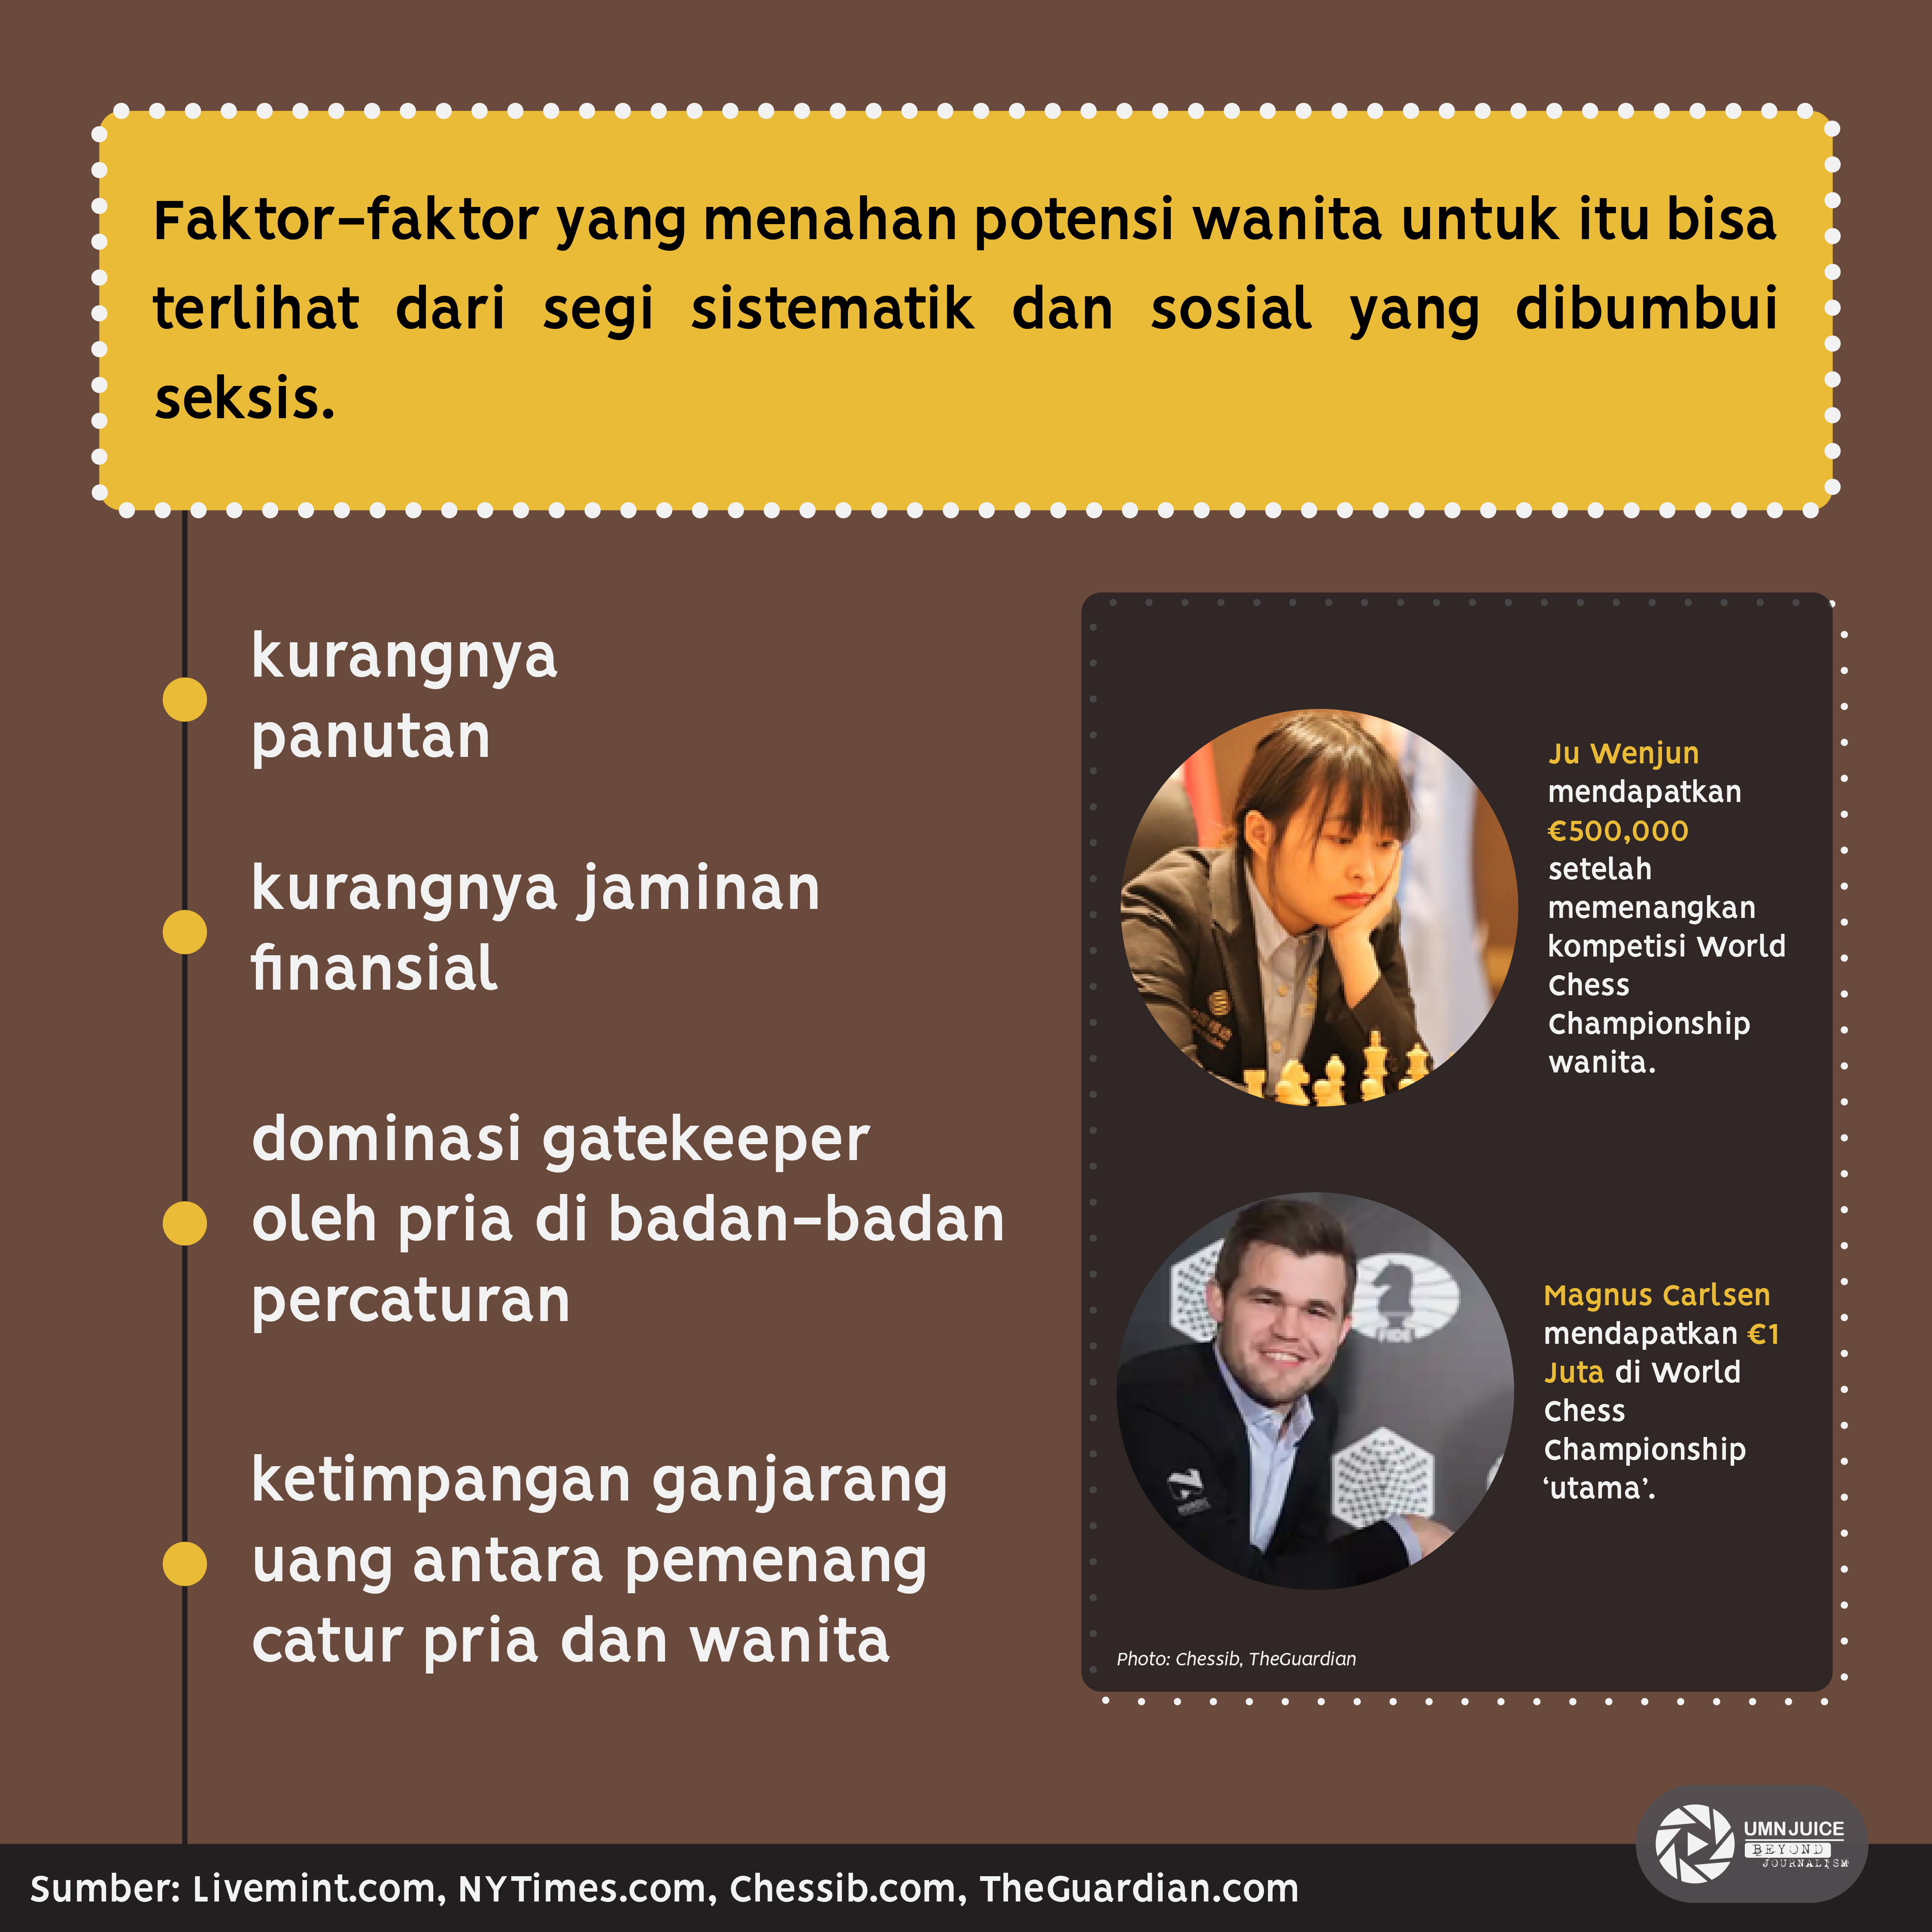 Faktor-faktor yang menahan potensi wanita untuk itu bisa
terlihat dari segi sistematik dan sosial yang dibumbui
seksis.
kurangnya
panutan
kurangnya jaminan
finansial
dominasi gatekeeper
oleh pria di badan-badan
percaturan
ketimpangan ganjarang
uang antara pemenang
catur pria dan wanita
Ju Wenjun
mendapatkan
€500,000
setelah
memenangkan
kompetisi World
Chess
Championship
wanita.
FIDE
Magnus Carlsen
mendapatkan €1
Juta di World
Chess
Championship
‘utama’.
Photo: Chessib, TheGuardian
UMNJUICE
BEYOND
JOURNALISM
Sumber: Livemint.com, NYTimes.com, Chessib.com, TheGuardian.com